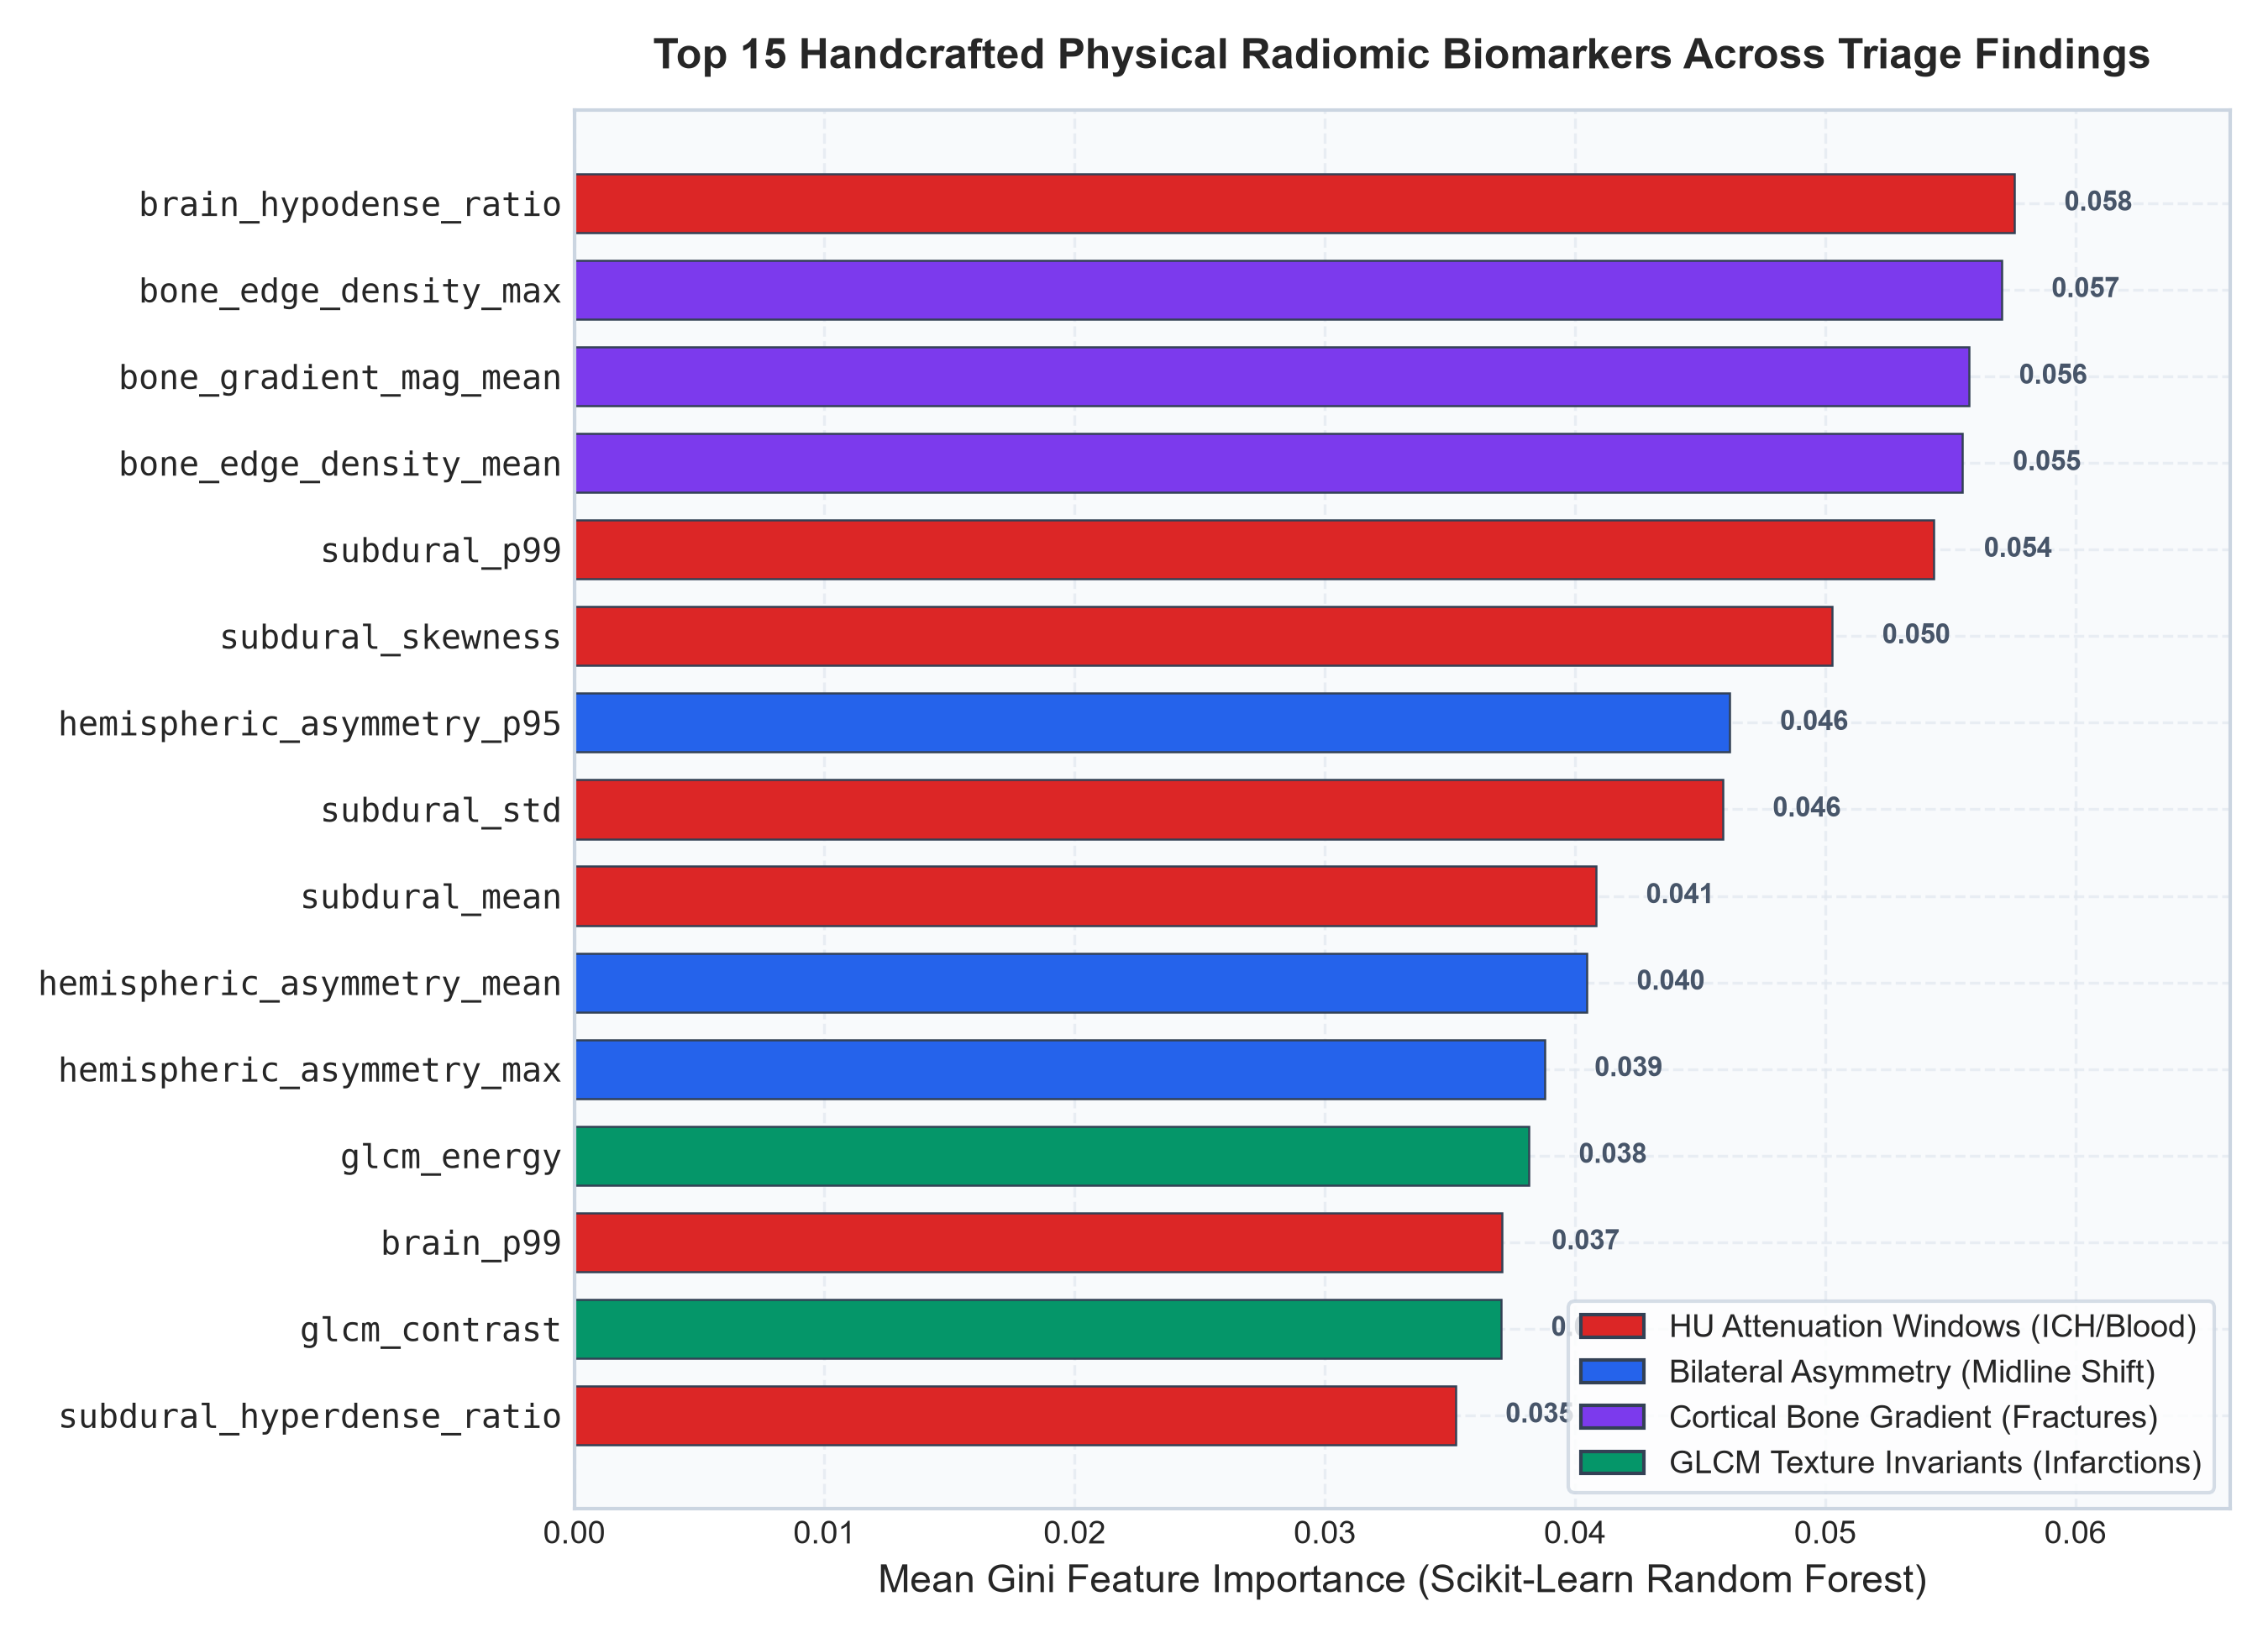 Top 15 Handcrafted Physical Radiomic Biomarkers Across Triage Findings
brain_hypodense_ratio 0.058
bone_edge_density_max 0.057
bone_gradient_mag_mean 0.056
bone_edge_density_mean 0.055
subdural_p99 0.054
subdural_skewness 0.050
hemispheric_asymmetry_p95 0.046
subdural_std 0.046
subdural_mean 0.041
hemispheric_asymmetry_mean 0.040
hemispheric_asymmetry_max 0.039
glcm_energy 0.038
brain_p99 0.037
glcm_contrast
subdural_hyperdense_ratio 0.035
HU Attenuation Windows (ICH/Blood)
Bilateral Asymmetry (Midline Shift)
Cortical Bone Gradient (Fractures)
GLCM Texture Invariants (Infarctions)
0.00 0.01 0.02 0.03 0.04 0.05 0.06
Mean Gini Feature Importance (Scikit-Learn Random Forest)